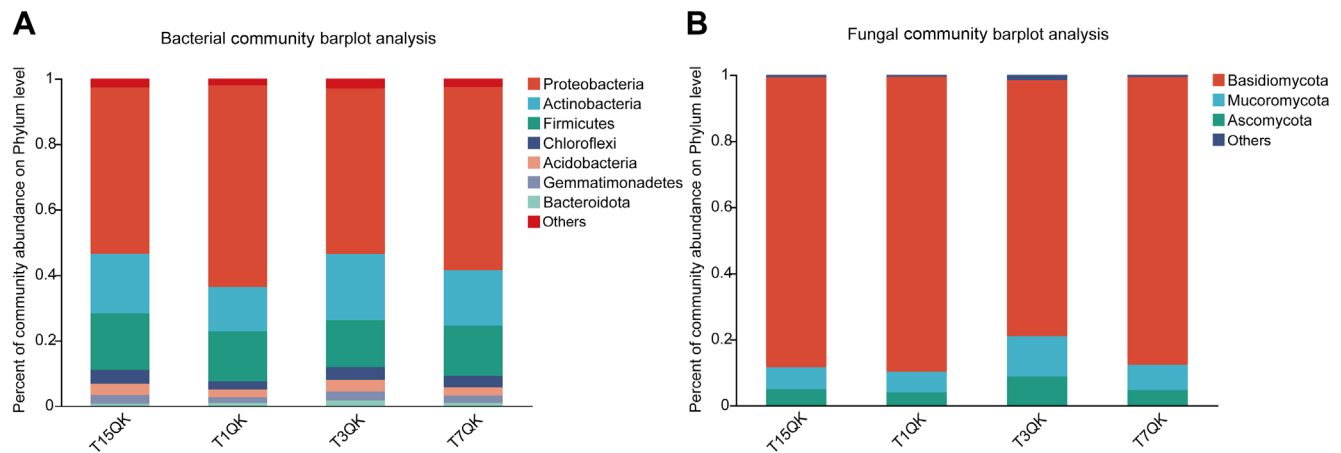 A
Bacterial community barplot analysis
Percent of community abundance on Phylum level
1
0.8
0.6
0.4
0.2
0
T15QK
T1QK
T3QK
T7QK
Proteobacteria
Actinobacteria
Firmicutes
Chloroflexi
Acidobacteria
Gemmatimonadetes
Bacteroidota
Others
B
Fungal community barplot analysis
Percent of community abundance on Phylum level
1
0.8
0.6
0.4
0.2
0
T15QK
T1QK
T3QK
T7QK
Basidiomycota
Mucoromycota
Ascomycota
Others